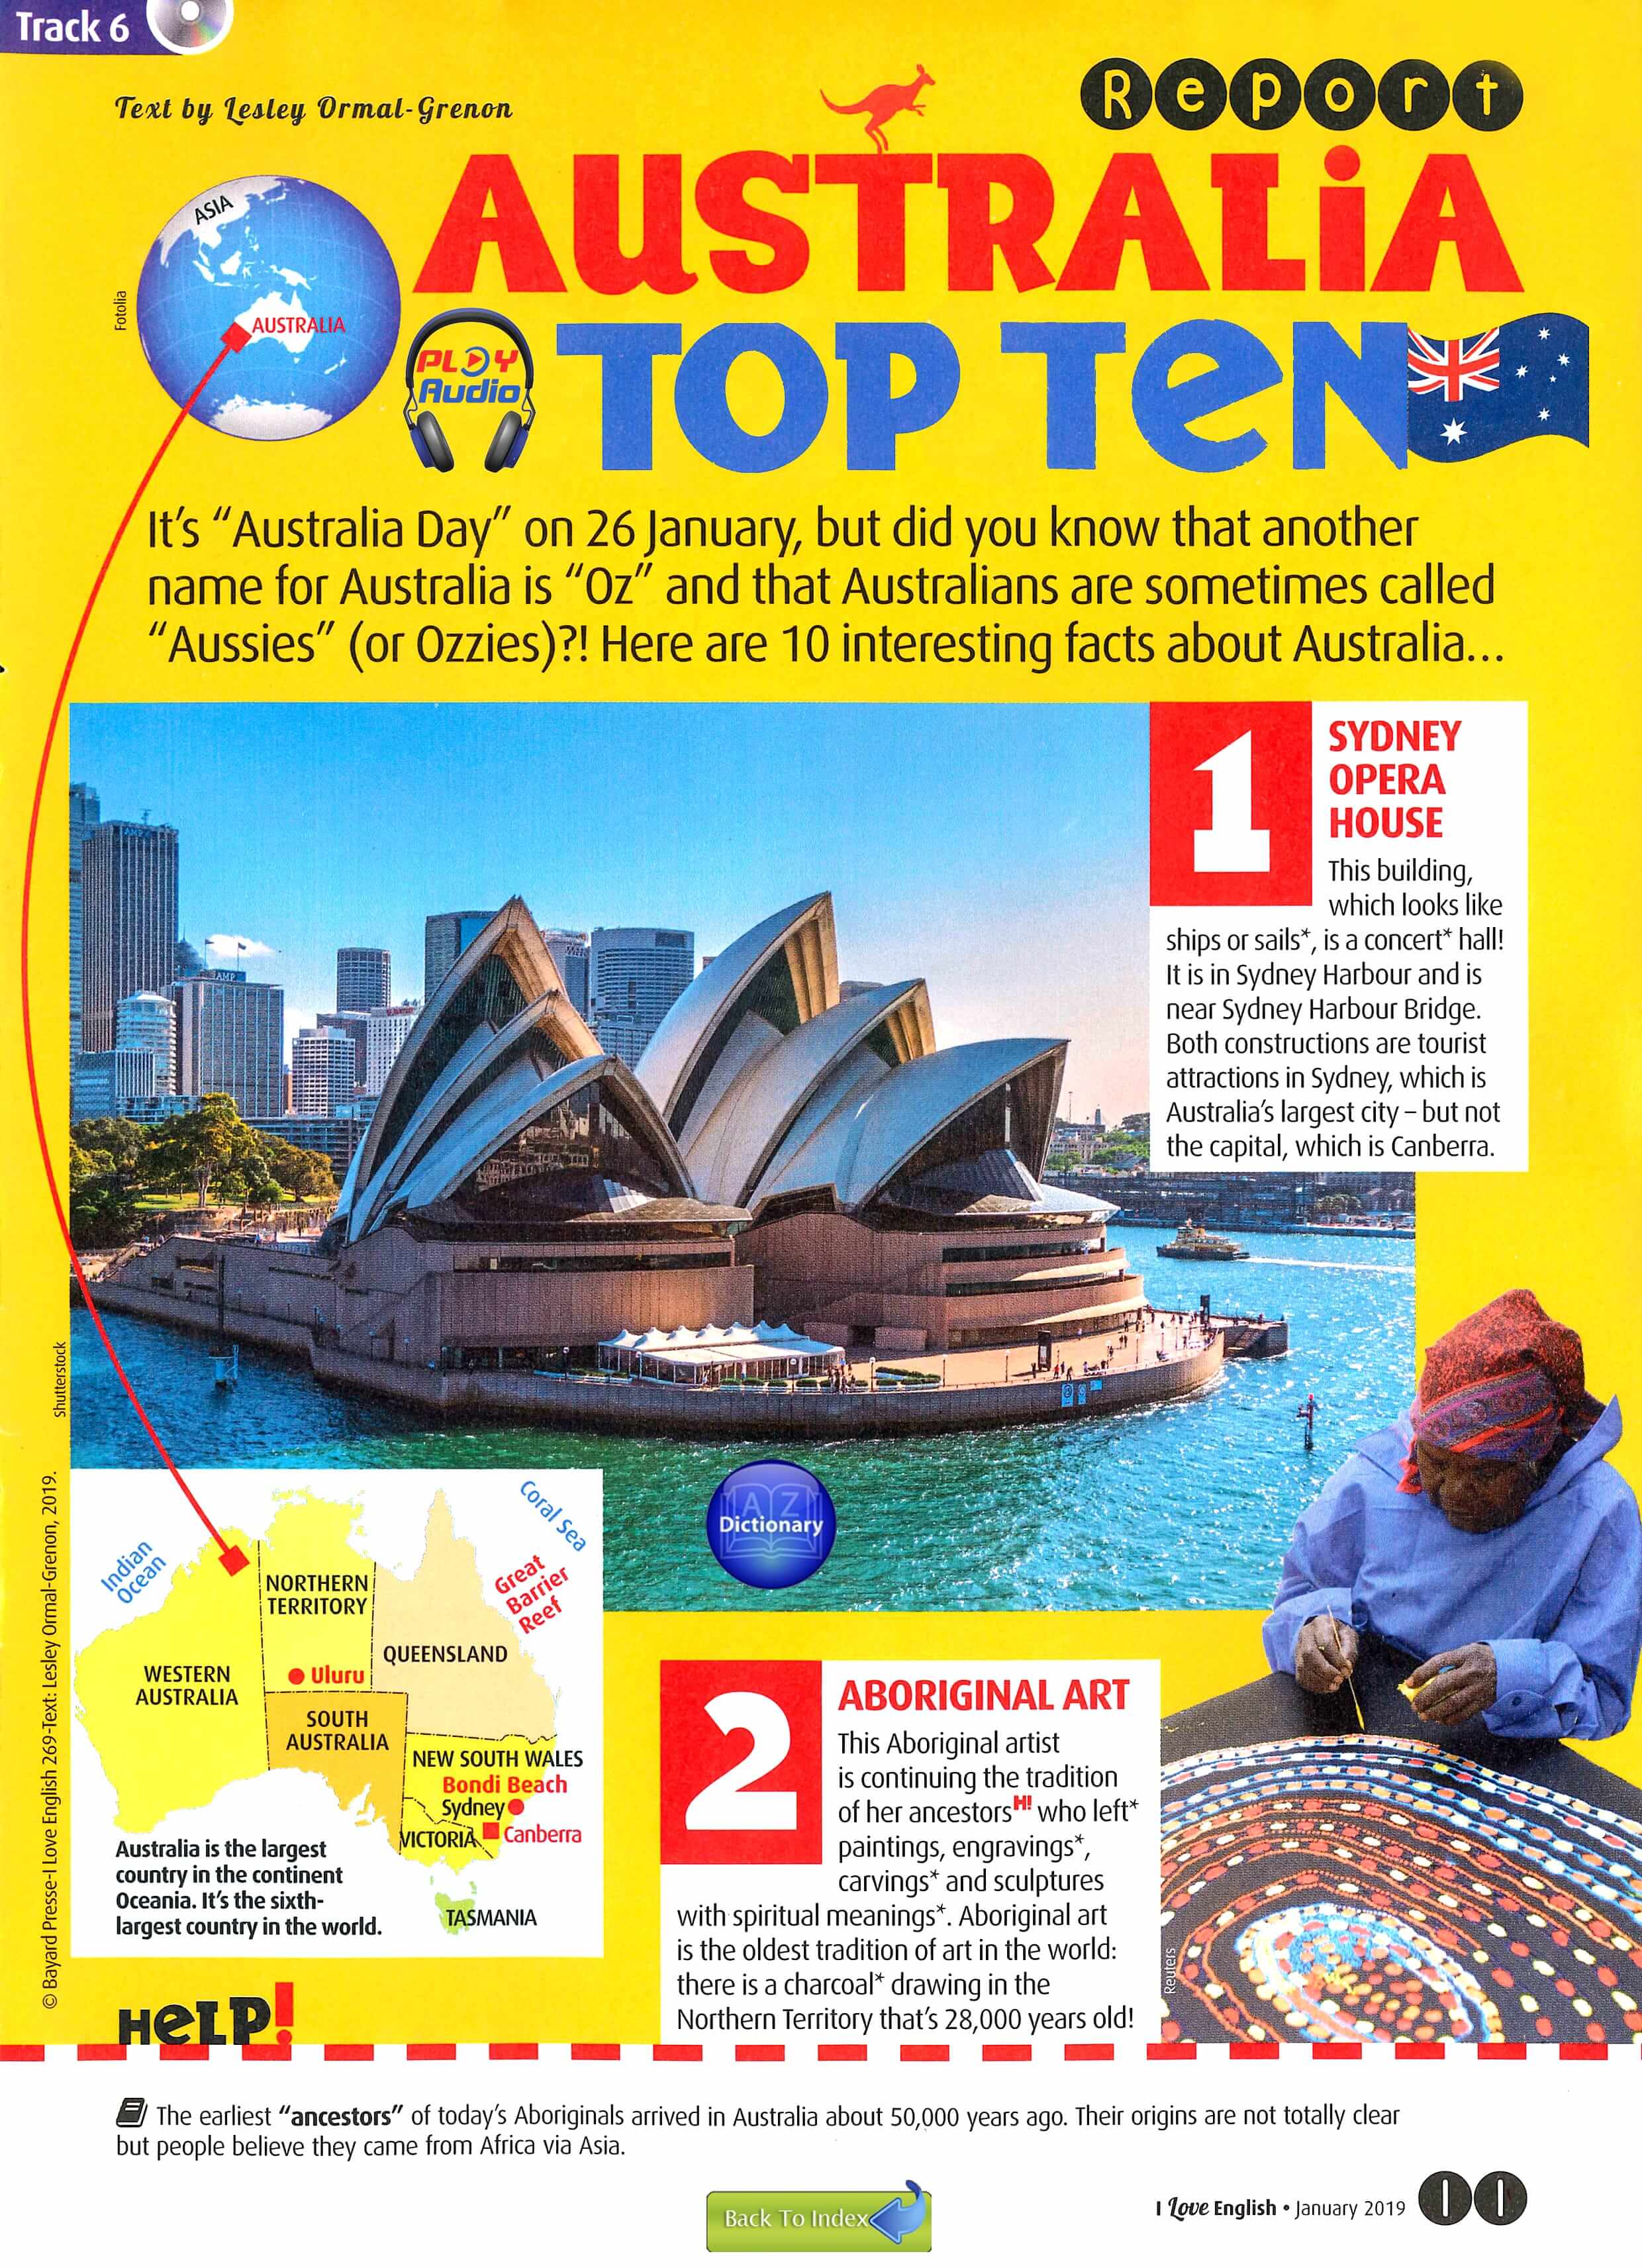 Track 6
Text by Lesley Ormal-Grenon
Report
AUSTRALIA
TOP TEN
ASIA
AUSTRALIA
Fotolia
PLAY
Audio
It's "Australia Day" on 26 January, but did you know that another
name for Australia is "Oz" and that Australians are sometimes called
"Aussies" (or Ozzies)?! Here are 10 interesting facts about Australia...
1
SYDNEY
OPERA
HOUSE
This building,
which looks like
ships or sails*, is a concert* hall!
It is in Sydney Harbour and is
near Sydney Harbour Bridge.
Both constructions are tourist
attractions in Sydney, which is
Australia's largest city – but not
the capital, which is Canberra.
AMP
AMP
Shutterstock
© Bayard Presse-I Love English 269-Text: Lesley Ormal-Grenon, 2019.
A Z
Dictionary
Indian
Ocean
Coral Sea
Great
Barrier
Reef
NORTHERN
TERRITORY
QUEENSLAND
WESTERN
AUSTRALIA
Uluru
SOUTH
AUSTRALIA
NEW SOUTH WALES
Bondi Beach
Sydney
VICTORIA
Canberra
TASMANIA
Australia is the largest
country in the continent
Oceania. It's the sixth-
largest country in the world.
2
ABORIGINAL ART
This Aboriginal artist
is continuing the tradition
of her ancestors H! who left*
paintings, engravings*,
carvings* and sculptures
with spiritual meanings*. Aboriginal art
is the oldest tradition of art in the world:
there is a charcoal* drawing in the
Northern Territory that's 28,000 years old!
Reuters
HELP!
The earliest "ancestors" of today's Aboriginals arrived in Australia about 50,000 years ago. Their origins are not totally clear
but people believe they came from Africa via Asia.
Back To Index
I Love English • January 2019
11